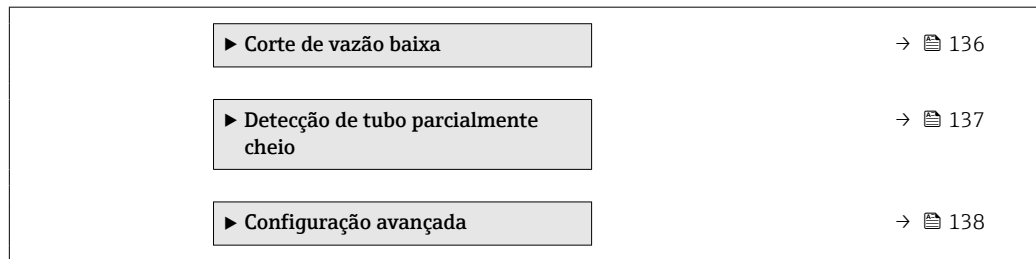 ▶ Corte de vazão baixa → 136
▶ Detecção de tubo parcialmente → 137
cheio
▶ Configuração avançada → 138